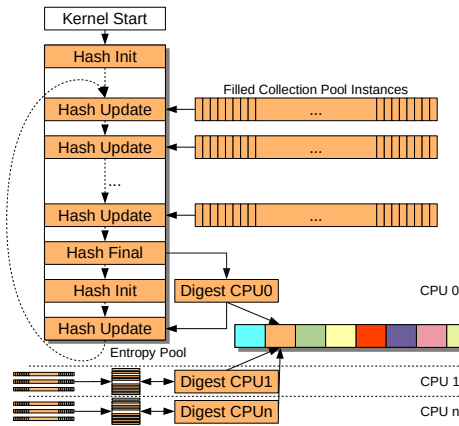 Kernel Start
Hash Init
Filled Collection Pool Instances
Hash Update
...
Hash Update
...
...
Hash Update
...
Hash Final
Hash Init
Digest CPU0
CPU 0
Hash Update
Entropy Pool
Digest CPU1
CPU 1
Digest CPUn
CPU n